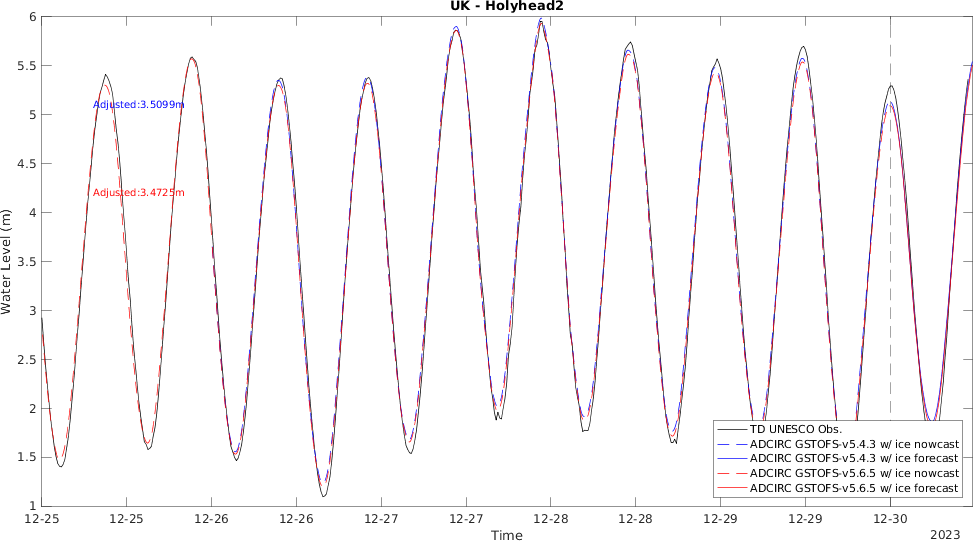 UK - Holyhead2
6
5.5
5
4.5
4
3.5
3
2.5
2
1.5
1
Water Level (m)
Adjusted:3.5099m
Adjusted:3.4725m
TD UNESCO Obs.
ADCIRC GSTOFS-v5.4.3 w/ ice nowcast
ADCIRC GSTOFS-v5.4.3 w/ ice forecast
ADCIRC GSTOFS-v5.6.5 w/ ice nowcast
ADCIRC GSTOFS-v5.6.5 w/ ice forecast
12-25 12-25 12-26 12-26 12-27 12-27 12-28 12-28 12-29 12-29 12-30
Time
2023